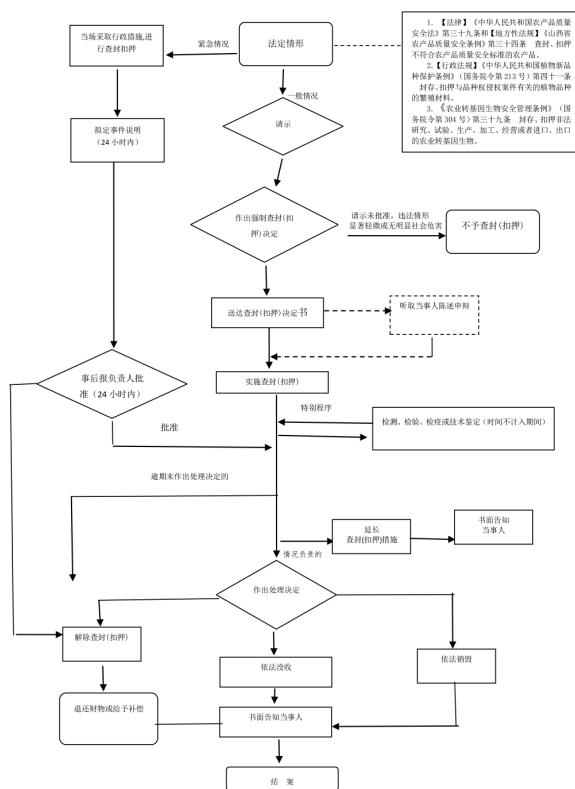 当场采取行政措施,进
行查封扣押
紧急情况
法定情形
1. 【法律】《中华人民共和国农产品质量
安全法》第三十九条和【地方性法规】《山西省
农产品质量安全条例》第三十四条 查封、扣押
不符合农产品质量安全标准的农产品。
2.【行政法规】《中华人民共和国植物新品
种保护条例》（国务院令第 213 号）第四十一条
封存、扣押与品种权侵权案件有关的植物品种
的繁殖材料。
3. 《农业转基因生物安全管理条例》（国
务院令第 304 号）第三十九条 封存、扣押非法
研究、试验、生产、加工、经营或者进口、出口
的农业转基因生物。
一般情况
请示
拟定事件说明
（24 小时内）
作出强制查封(扣
押)决定
请示未批准，违法情形
显著轻微或无明显社会危害
不予查封(扣押)
送达查封(扣押)决定书
听取当事人陈述申辩
事后报负责人批
准（24 小时内）
实施查封(扣押)
特别程序
检测、检验、检疫或技术鉴定(时间不计入期间)
批准
逾期未作出处理决定的
延长
查封(扣押)措施
书面告知
当事人
情况负责的
作出处理决定
解除查封(扣押)
依法没收
依法销毁
退还财物或给予补偿
书面告知当事人
结 案